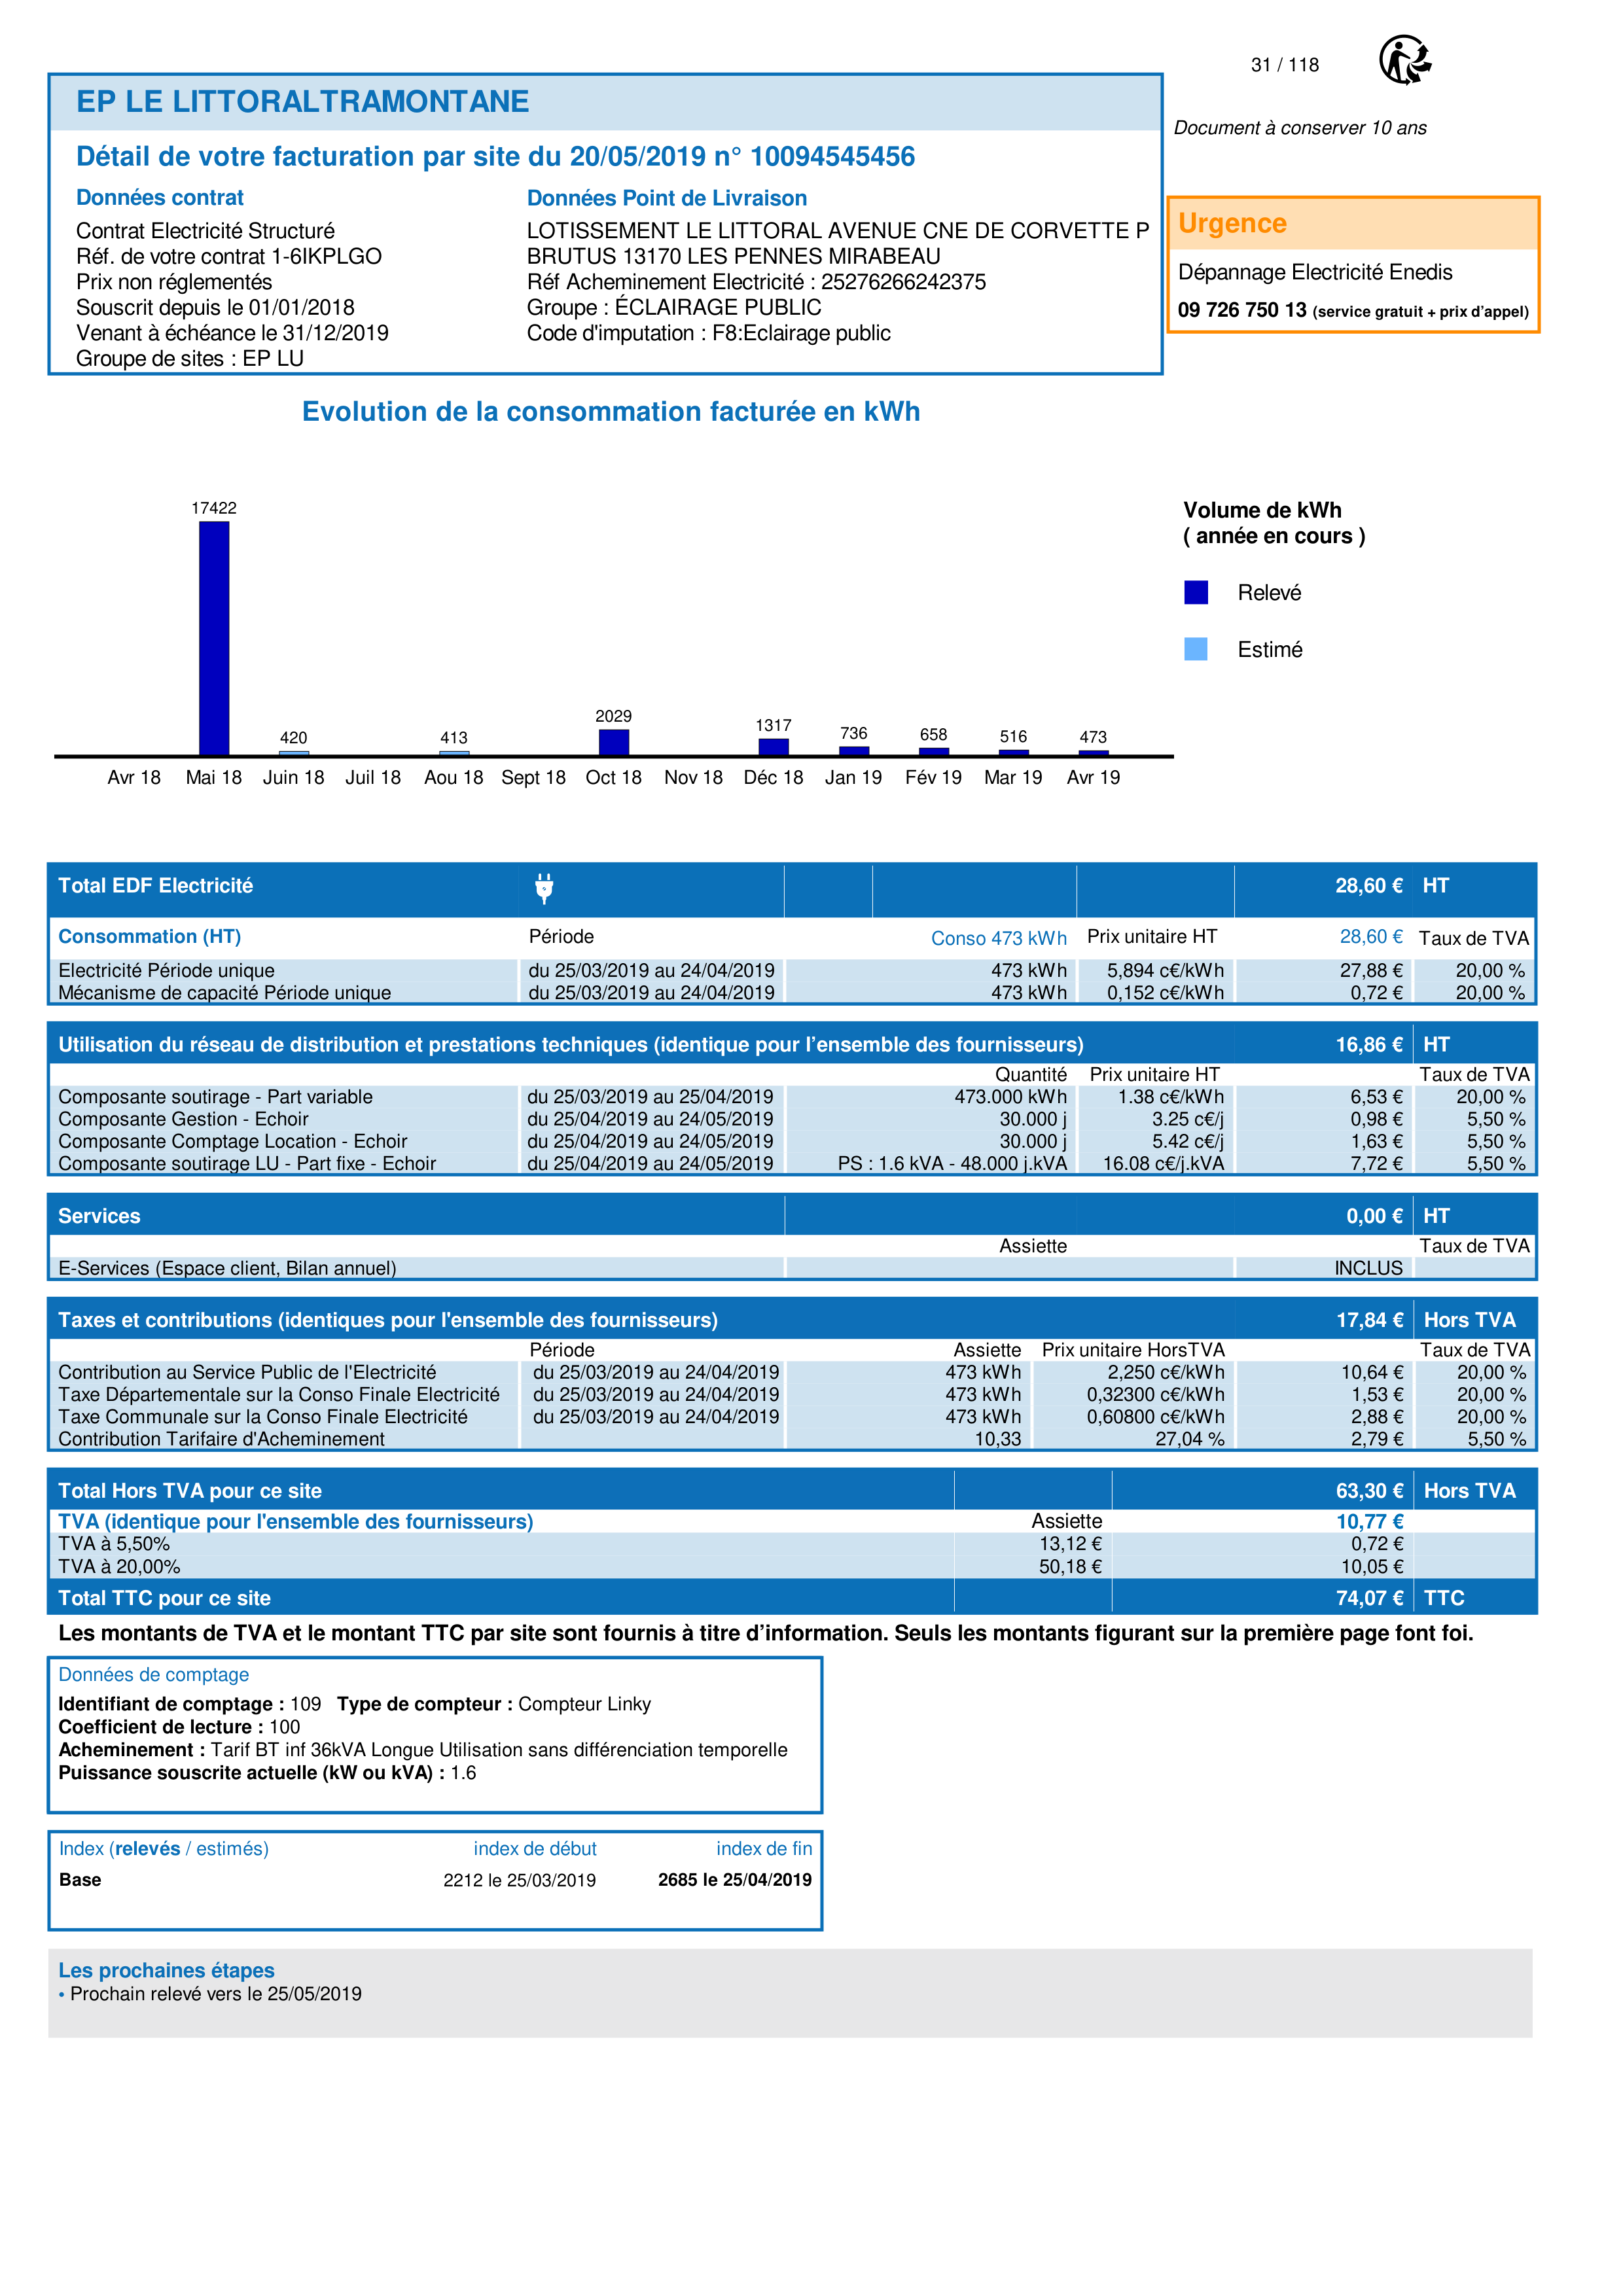 31 / 118
EP LE LITTORALTRAMONTANE
Document à conserver 10 ans
Détail de votre facturation par site du 20/05/2019 n° 10094545456
Données contrat
Contrat Electricité Structuré
Réf. de votre contrat 1-6IKPLGO
Prix non réglementés
Souscrit depuis le 01/01/2018
Venant à échéance le 31/12/2019
Groupe de sites : EP LU
Données Point de Livraison
LOTISSEMENT LE LITTORAL AVENUE CNE DE CORVETTE P
BRUTUS 13170 LES PENNES MIRABEAU
Réf Acheminement Electricité : 25276266242375
Groupe : ÉCLAIRAGE PUBLIC
Code d'imputation : F8:Eclairage public
Urgence
Dépannage Electricité Enedis
09 726 750 13 (service gratuit + prix d'appel)
Evolution de la consommation facturée en kWh
17422
420
413
2029
1317
736
658
516
473
Avr 18 Mai 18 Juin 18 Juil 18 Aou 18 Sept 18 Oct 18 Nov 18 Déc 18 Jan 19 Fév 19 Mar 19 Avr 19
Volume de kWh
( année en cours )
Relevé
Estimé
Total EDF Electricité 28,60 € HT
Consommation (HT) Période Conso 473 kWh Prix unitaire HT 28,60 € Taux de TVA
Electricité Période unique du 25/03/2019 au 24/04/2019 473 kWh 5,894 c€/kWh 27,88 € 20,00 %
Mécanisme de capacité Période unique du 25/03/2019 au 24/04/2019 473 kWh 0,152 c€/kWh 0,72 € 20,00 %
Utilisation du réseau de distribution et prestations techniques (identique pour l'ensemble des fournisseurs) 16,86 € HT
Quantité Prix unitaire HT Taux de TVA
Composante soutirage - Part variable du 25/03/2019 au 25/04/2019 473.000 kWh 1.38 c€/kWh 6,53 € 20,00 %
Composante Gestion - Echoir du 25/04/2019 au 24/05/2019 30.000 j 3.25 c€/j 0,98 € 5,50 %
Composante Comptage Location - Echoir du 25/04/2019 au 24/05/2019 30.000 j 5.42 c€/j 1,63 € 5,50 %
Composante soutirage LU - Part fixe - Echoir du 25/04/2019 au 24/05/2019 PS : 1.6 kVA - 48.000 j.kVA 16.08 c€/j.kVA 7,72 € 5,50 %
Services 0,00 € HT
Assiette Taux de TVA
E-Services (Espace client, Bilan annuel) INCLUS
Taxes et contributions (identiques pour l'ensemble des fournisseurs) 17,84 € Hors TVA
Période Assiette Prix unitaire HorsTVA Taux de TVA
Contribution au Service Public de l'Electricité du 25/03/2019 au 24/04/2019 473 kWh 2,250 c€/kWh 10,64 € 20,00 %
Taxe Départementale sur la Conso Finale Electricité du 25/03/2019 au 24/04/2019 473 kWh 0,32300 c€/kWh 1,53 € 20,00 %
Taxe Communale sur la Conso Finale Electricité du 25/03/2019 au 24/04/2019 473 kWh 0,60800 c€/kWh 2,88 € 20,00 %
Contribution Tarifaire d'Acheminement 10,33 27,04 % 2,79 € 5,50 %
Total Hors TVA pour ce site 63,30 € Hors TVA
TVA (identique pour l'ensemble des fournisseurs) Assiette 10,77 €
TVA à 5,50% 13,12 € 0,72 €
TVA à 20,00% 50,18 € 10,05 €
Total TTC pour ce site 74,07 € TTC
Les montants de TVA et le montant TTC par site sont fournis à titre d'information. Seuls les montants figurant sur la première page font foi.
Données de comptage
Identifiant de comptage : 109 Type de compteur : Compteur Linky
Coefficient de lecture : 100
Acheminement : Tarif BT inf 36kVA Longue Utilisation sans différenciation temporelle
Puissance souscrite actuelle (kW ou kVA) : 1.6
Index (relevés / estimés) index de début index de fin
Base 2212 le 25/03/2019 2685 le 25/04/2019
Les prochaines étapes
• Prochain relevé vers le 25/05/2019